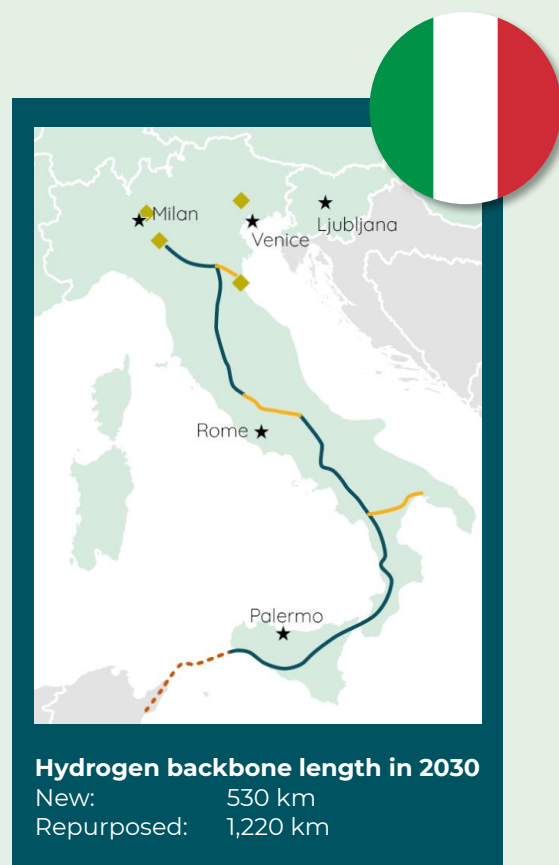 Milan
Venice
Ljubljana
Rome
Palermo
Hydrogen backbone length in 2030
New: 530 km
Repurposed: 1,220 km